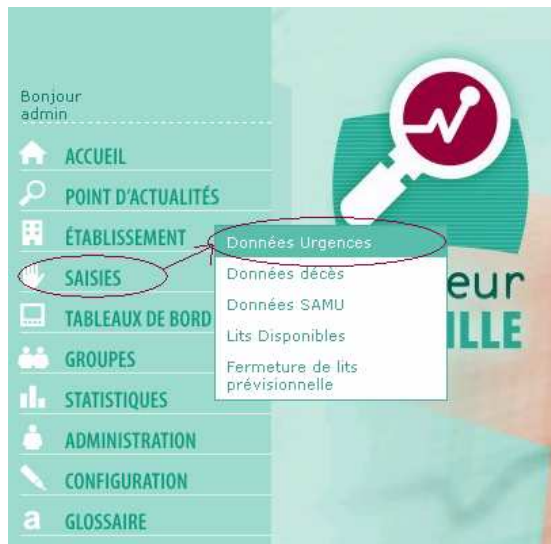 Bonjour
admin
ACCUEIL
POINT D'ACTUALITÉS
ÉTABLISSEMENT
SAISIES
TABLEAUX DE BORD
GROUPES
STATISTIQUES
ADMINISTRATION
CONFIGURATION
a GLOSSAIRE
Données Urgences
Données décès
Données SAMU
Lits Disponibles
Fermeture de lits
prévisionnelle
eur
ILLE